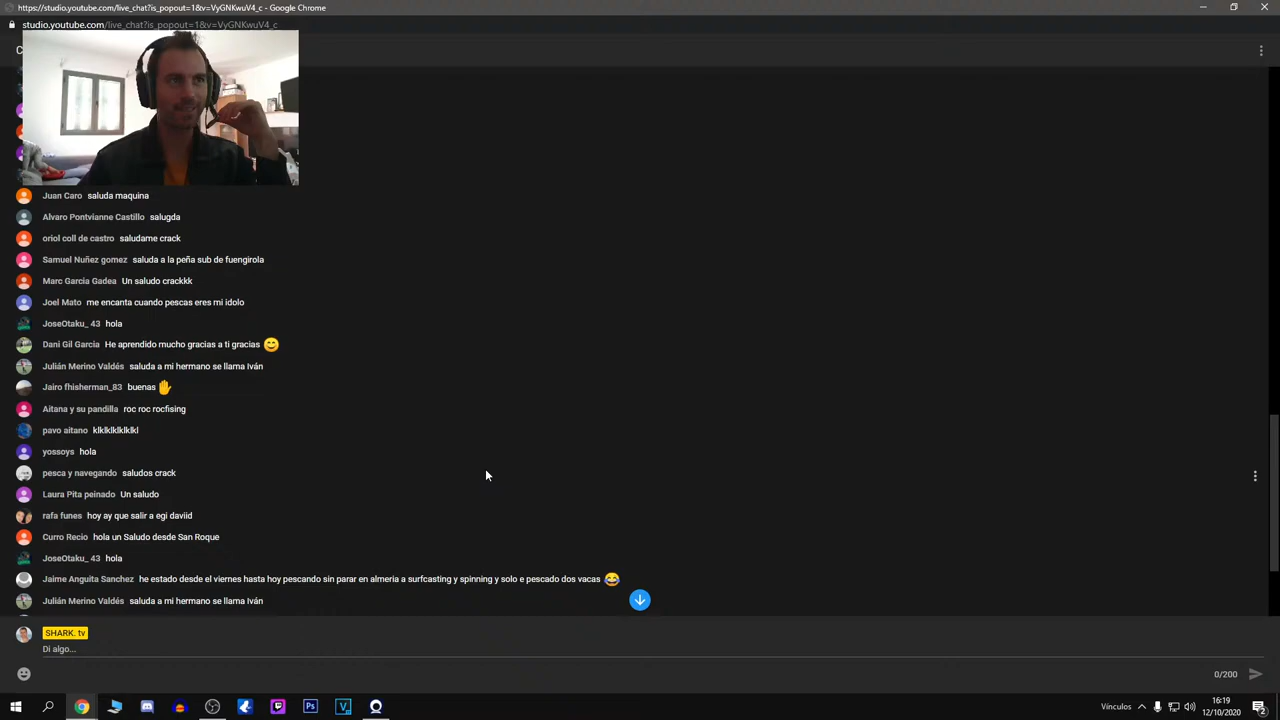 https://studio.youtube.com/live_chat?is_popout=1&v=VyGNKwuV4_c - Google Chrome
studio.youtube.com/live_chat?is_popout=1&v=VyGNKwuV4_c
Juan Caro saluda maquina
Alvaro Pontvianne Castillo salugda
oriol coll de castro saludame crack
Samuel Nuñez gomez saluda a la peña sub de fuengirola
Marc Garcia Gadea Un saludo crackkk
Joel Mato me encanta cuando pescas eres mi idolo
JoseOtaku_ 43 hola
Dani Gil Garcia He aprendido mucho gracias a ti gracias 😊
Julián Merino Valdés saluda a mi hermano se llama Iván
Jairo fhisherman_83 buenas ✋
Aitana y su pandilla roc roc rocfising
pavo aitano klklklklklklkl
yossoys hola
pesca y navegando saludos crack
Laura Pita peinado Un saludo
rafa funes hoy ay que salir a egi daviid
Curro Recio hola un Saludo desde San Roque
JoseOtaku_ 43 hola
Jaime Anguita Sanchez he estado desde el viernes hasta hoy pescando sin parar en almeria a surfcasting y spinning y solo e pescado dos vacas 😂
Julián Merino Valdés saluda a mi hermano se llama Iván
SHARK. tv
Di algo...
0/200
Vínculos
16:19
12/10/2020
2